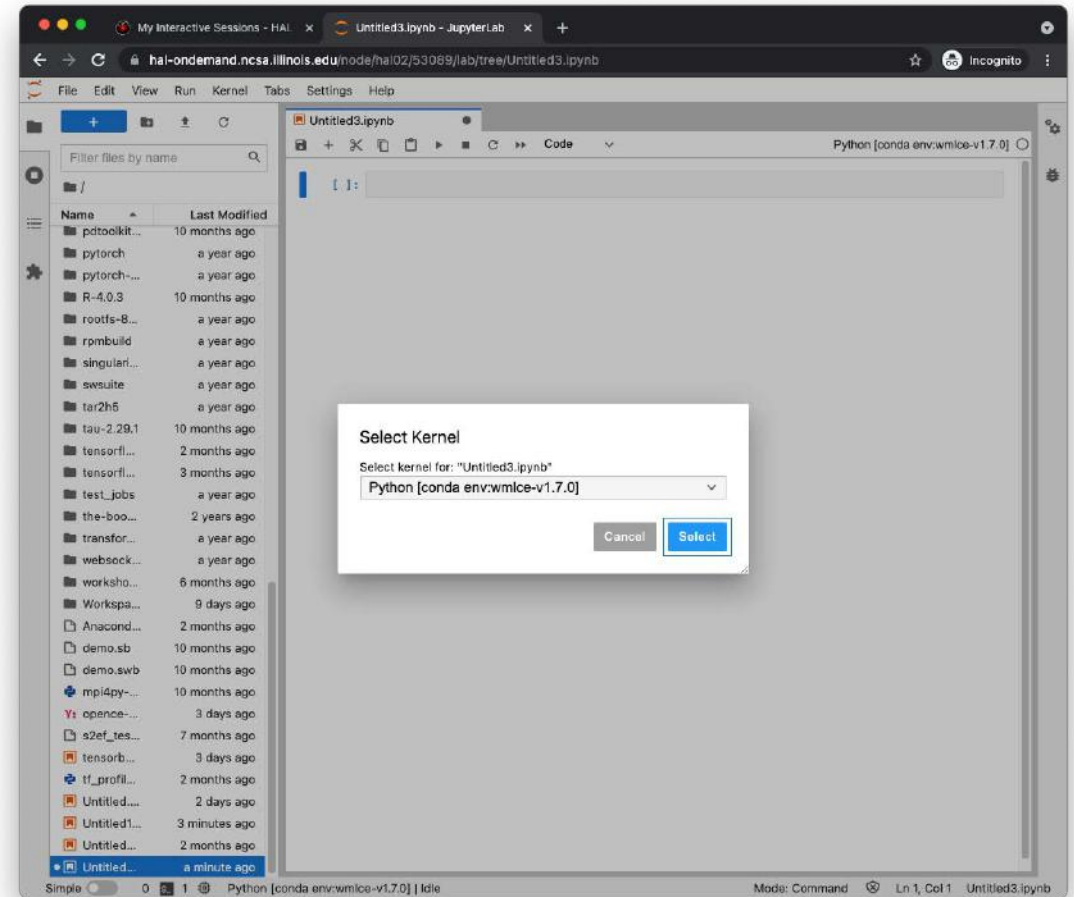 My Interactive Sessions - HAL
Untitled3.ipynb - JupyterLab
hal-ondemand.ncsa.illinois.edu/node/hal02/53089/lab/tree/Untitled3.ipynb
Incognito
File Edit View Run Kernel Tabs Settings Help
Untitled3.ipynb
Code
Python [conda env:wmlce-v1.7.0]
Filter files by name
/
[ ]:
Name Last Modified
pdtoolkit... 10 months ago
pytorch a year ago
pytorch-... a year ago
R-4.0.3 10 months ago
rootfs-8... a year ago
rpmbuild a year ago
singulari... a year ago
swsuite a year ago
tar2h5 a year ago
tau-2.29.1 10 months ago
tensorfl... 2 months ago
tensorfl... 3 months ago
test_jobs a year ago
the-boo... 2 years ago
transfor... a year ago
websock... a year ago
worksho... 6 months ago
Workspa... 9 days ago
Anacond... 2 months ago
demo.sb 10 months ago
demo.swb 10 months ago
mpi4py-... 10 months ago
Y: opence-... 3 days ago
s2ef_tes... 7 months ago
tensorb... 3 days ago
tf_profil... 2 months ago
Untitled.... 2 days ago
Untitled1... 3 minutes ago
Untitled... 2 months ago
Untitled... a minute ago
Select Kernel
Select kernel for: "Untitled3.ipynb"
Python [conda env:wmlce-v1.7.0]
Cancel Select
Simple 0 1 Python [conda env:wmlce-v1.7.0] | Idle Mode: Command Ln 1, Col 1 Untitled3.ipynb